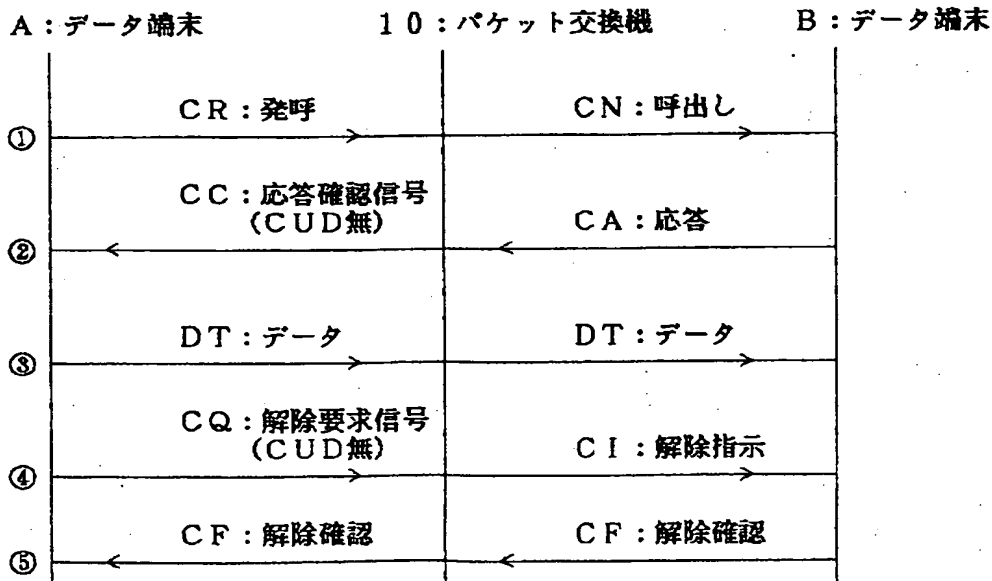 A：データ端末　１０：パケット交換機　B：データ端末
CR：発呼　CN：呼出し
①
CC：応答確認信号
（CUD無）　CA：応答
②
DT：データ　DT：データ
③
CQ：解除要求信号
（CUD無）　CI：解除指示
④
CF：解除確認　CF：解除確認
⑤